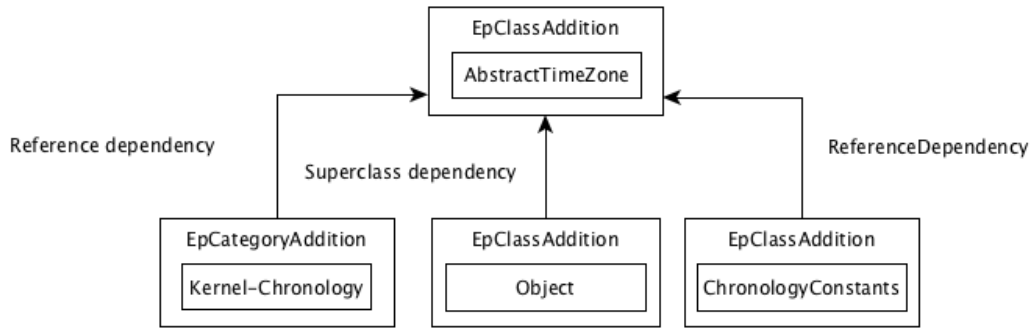 EpClassAddition
AbstractTimeZone
Reference dependency
ReferenceDependency
Superclass dependency
EpCategoryAddition
Kernel-Chronology
EpClassAddition
Object
EpClassAddition
ChronologyConstants